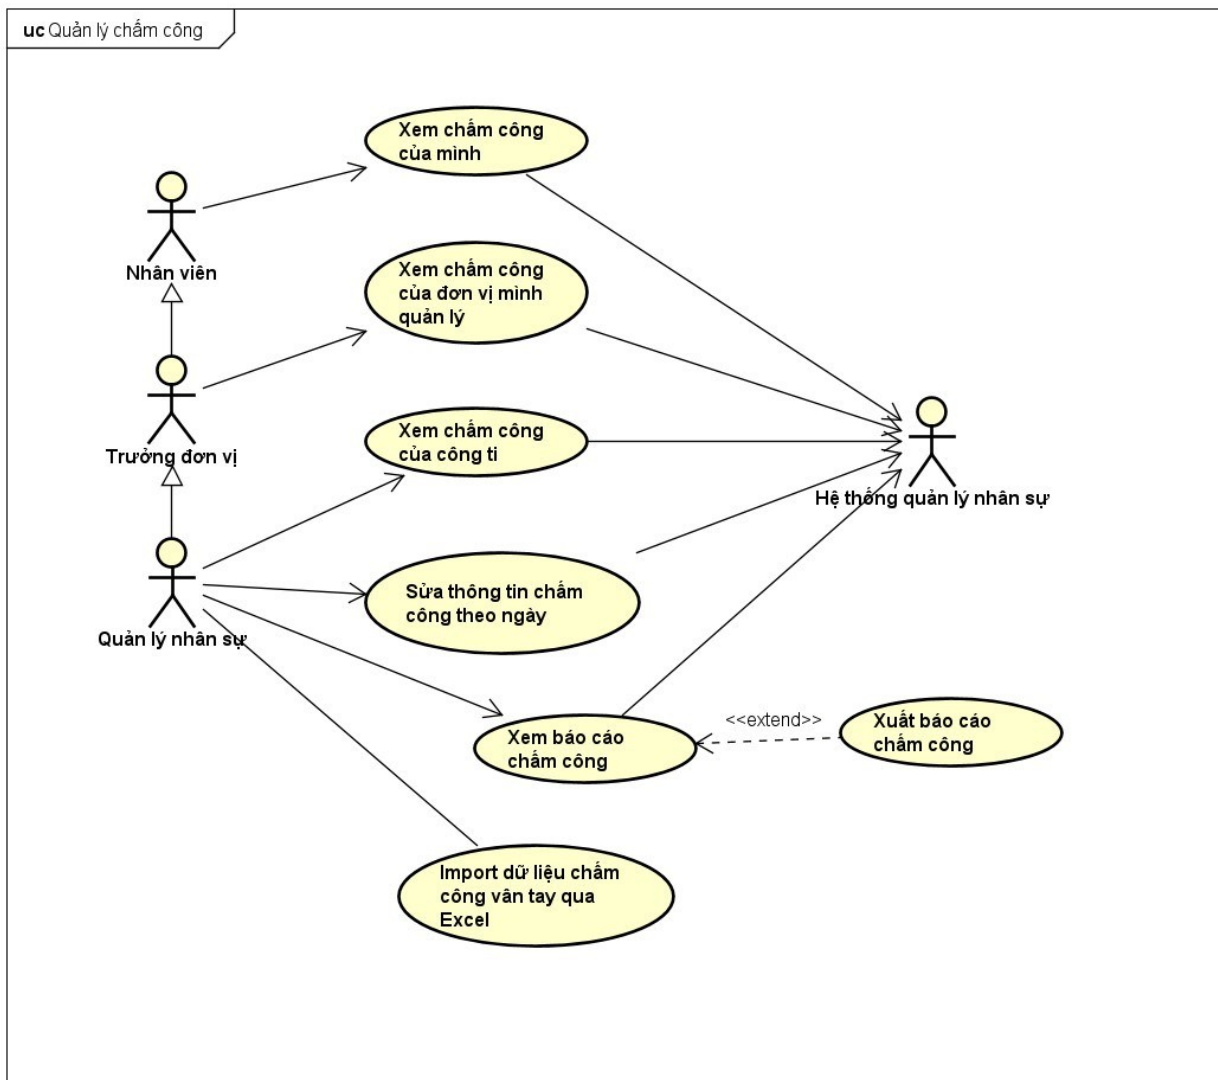 uc Quản lý chấm công
Xem chấm công
của mình
Nhân viên
Xem chấm công
của đơn vị mình
quản lý
Trưởng đơn vị
Xem chấm công
của công ti
Hệ thống quản lý nhân sự
Quản lý nhân sự
Sửa thông tin chấm
công theo ngày
Xem báo cáo
chấm công
<<extend>>
Xuất báo cáo
chấm công
Import dữ liệu chấm
công vân tay qua
Excel